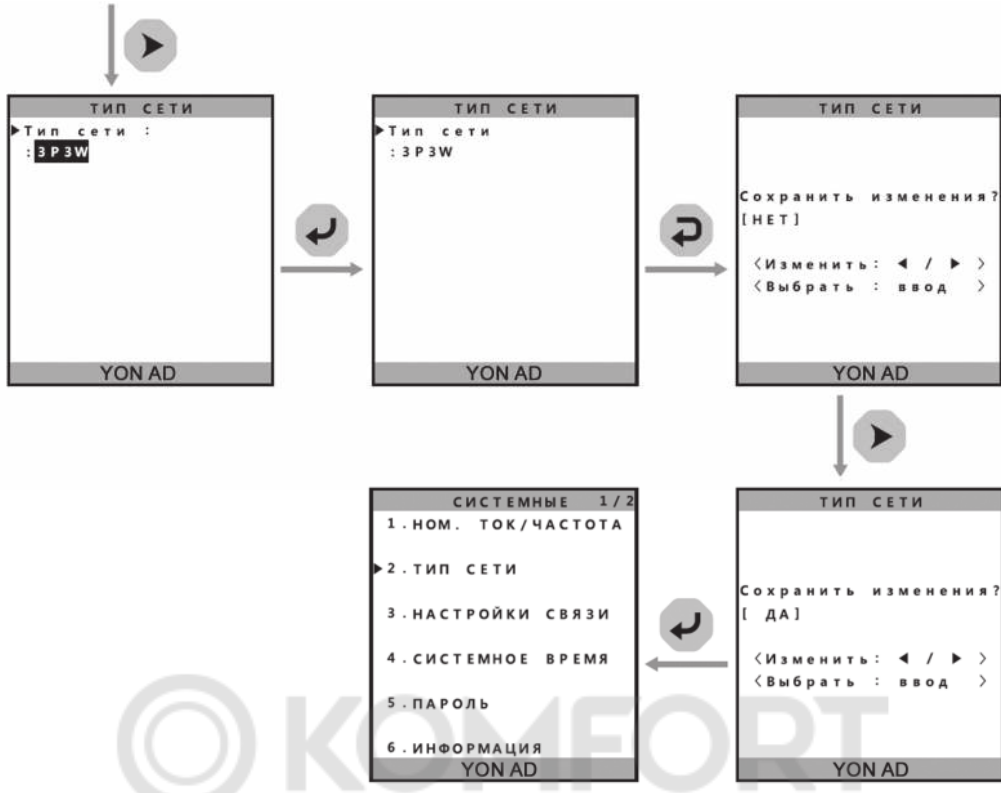 ТИП СЕТИ
▶Тип сети :
:3P3W
YON AD
ТИП СЕТИ
▶Тип сети
:3P3W
YON AD
ТИП СЕТИ
Сохранить изменения?
[НЕТ]
<Изменить: ◀ / ▶ >
<Выбрать : ввод >
YON AD
СИСТЕМНЫЕ 1/2
1.НОМ. ТОК/ЧАСТОТА
▶2.ТИП СЕТИ
3.НАСТРОЙКИ СВЯЗИ
4.СИСТЕМНОЕ ВРЕМЯ
5.ПАРОЛЬ
6.ИНФОРМАЦИЯ
YON AD
ТИП СЕТИ
Сохранить изменения?
[ ДА]
<Изменить: ◀ / ▶ >
<Выбрать : ввод >
YON AD
KOMFORT